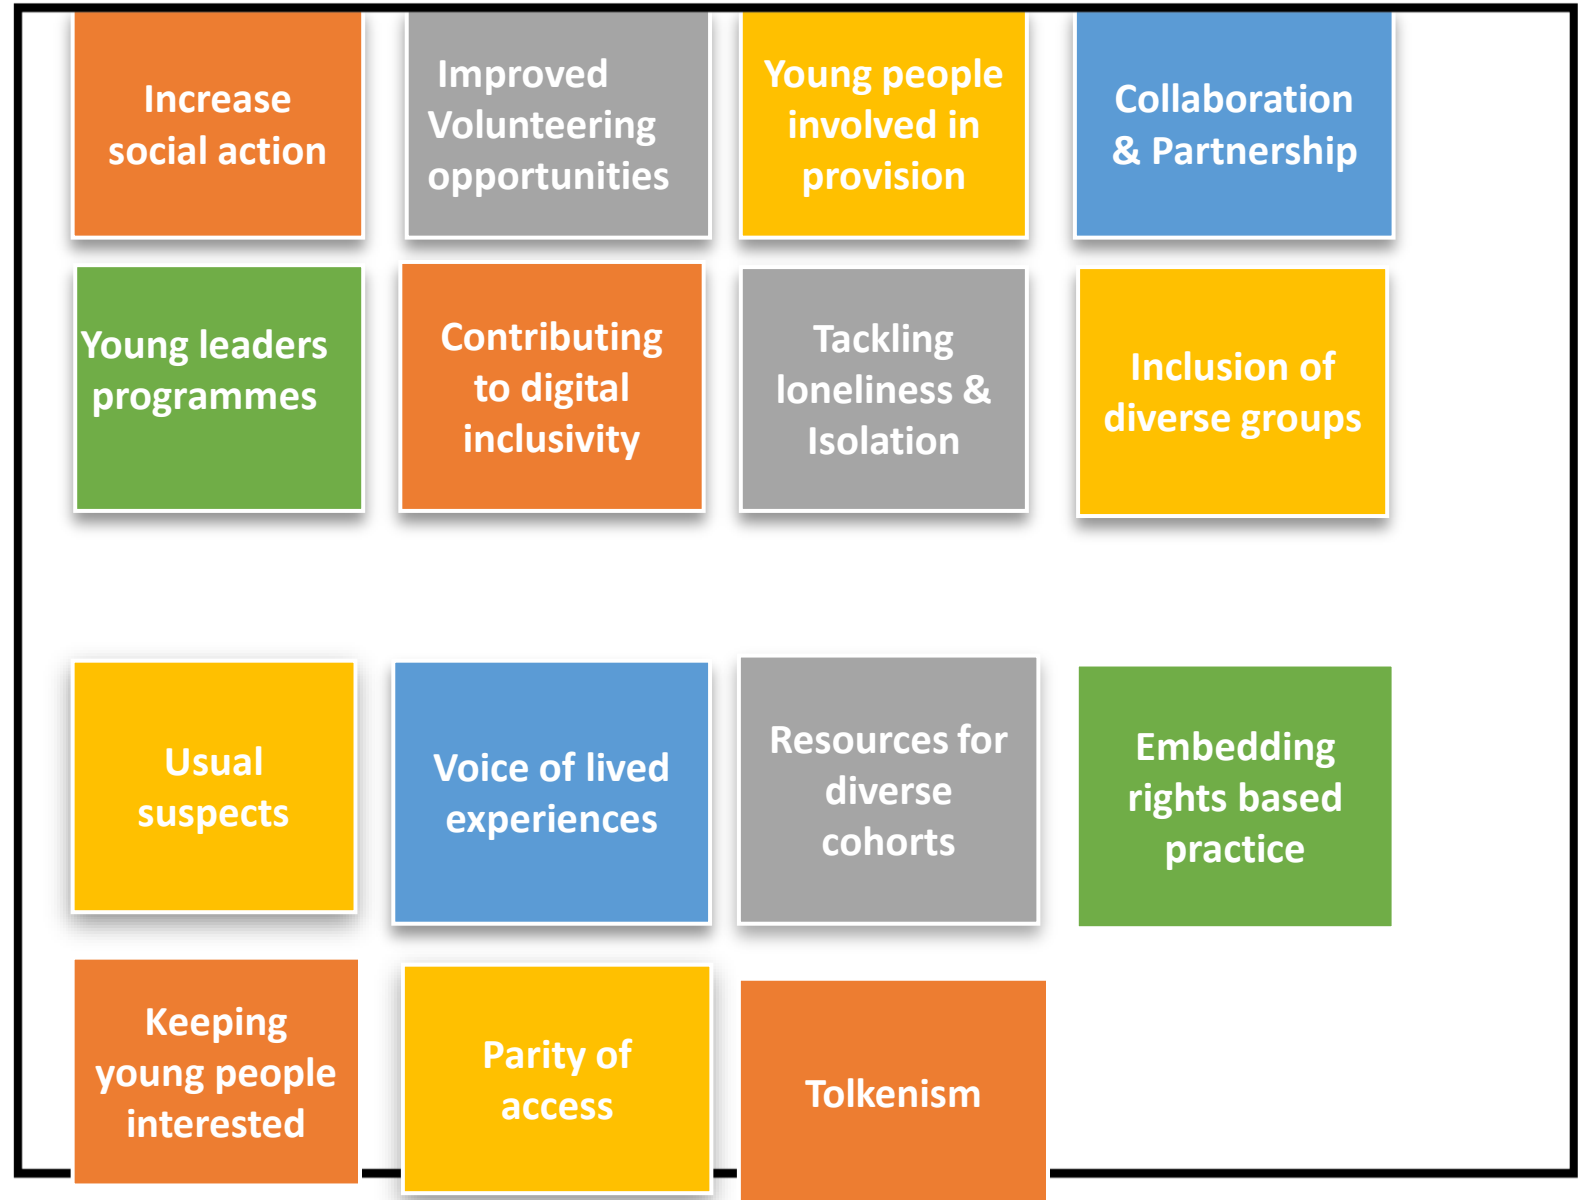 Increase
social action
Improved
Volunteering
opportunities
Young people
involved in
provision
Collaboration
& Partnership
Young leaders
programmes
Contributing
to digital
inclusivity
Tackling
loneliness &
Isolation
Inclusion of
diverse groups
Usual
suspects
Voice of lived
experiences
Resources for
diverse
cohorts
Embedding
rights based
practice
Keeping
young people
interested
Parity of
access
Tolkenism